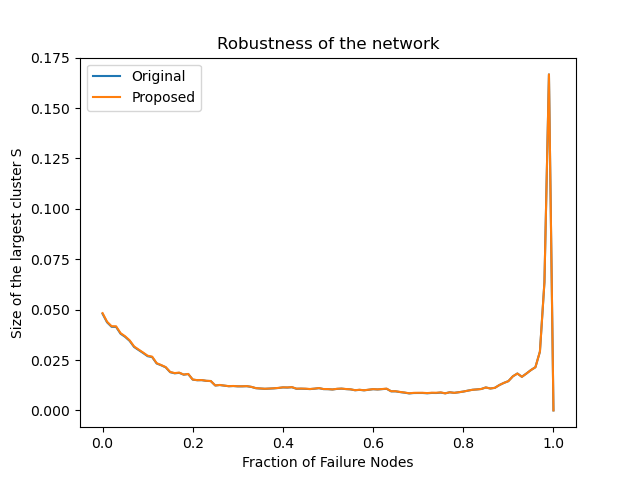 Robustness of the network
Original
Proposed
0.175
0.150
0.125
0.100
0.075
0.050
0.025
0.000
Size of the largest cluster S
0.0 0.2 0.4 0.6 0.8 1.0
Fraction of Failure Nodes